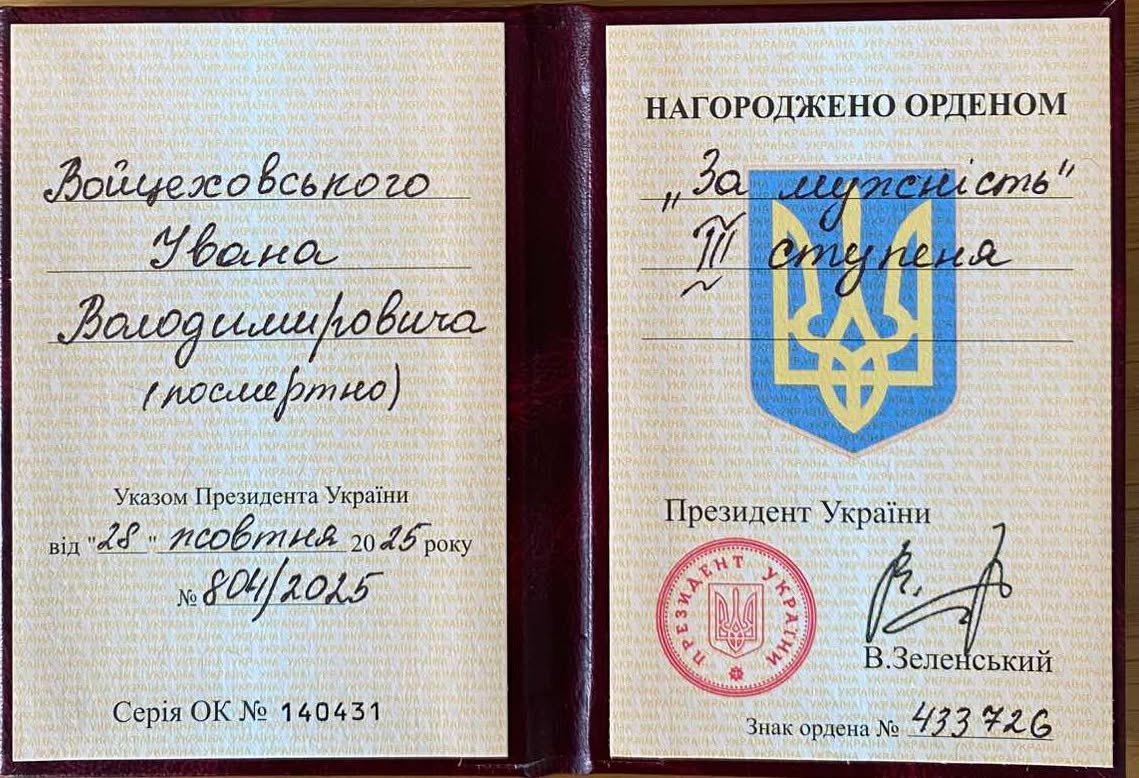 Войцеховського
Івана
Володимировича
(посмертно)
Указом Президента України
від "28" жовтня 2025 року
№ 804/2025
Серія ОК № 140431
НАГОРОДЖЕНО ОРДЕНОМ
„За мужність"
III ступеня
Президент України
ПРЕЗИДЕНТ УКРАЇНИ
В.Зеленський
Знак ордена № 433726